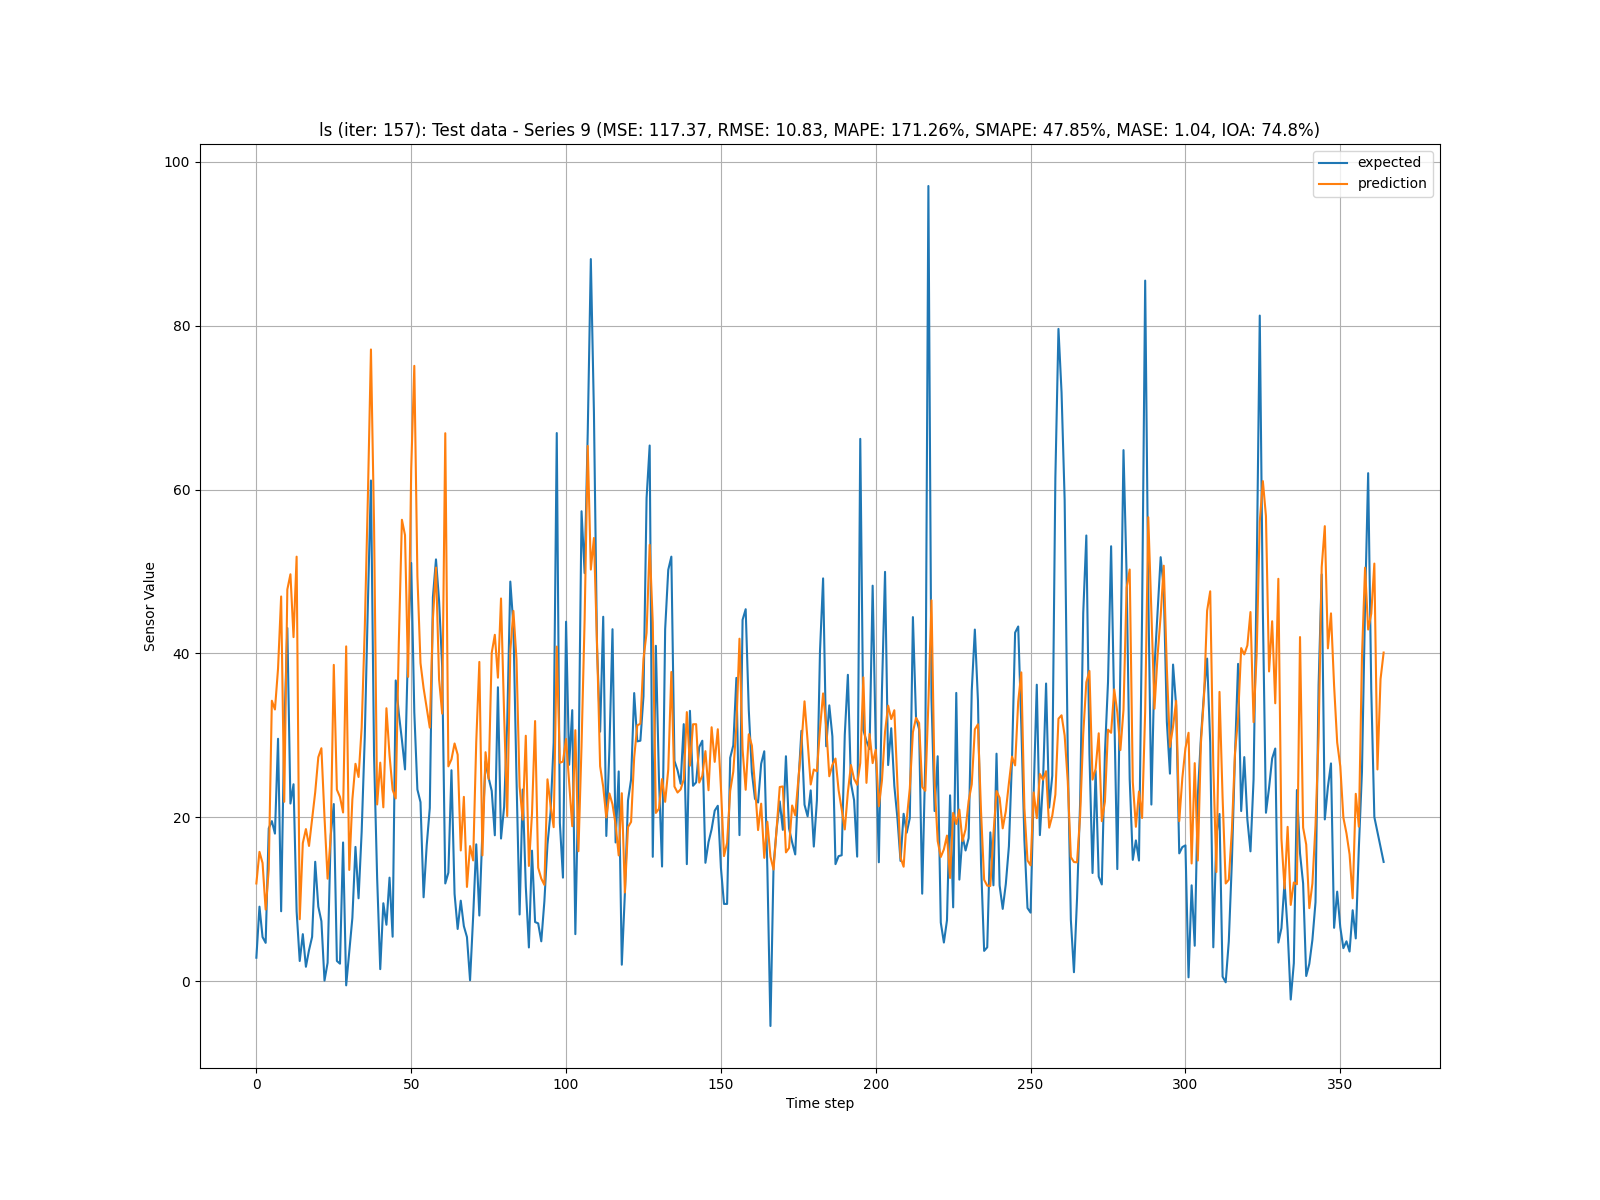 ls (iter: 157): Test data - Series 9 (MSE: 117.37, RMSE: 10.83, MAPE: 171.26%, SMAPE: 47.85%, MASE: 1.04, IOA: 74.8%)
expected
prediction
100
80
60
40
20
0
Sensor Value
0 50 100 150 200 250 300 350
Time step